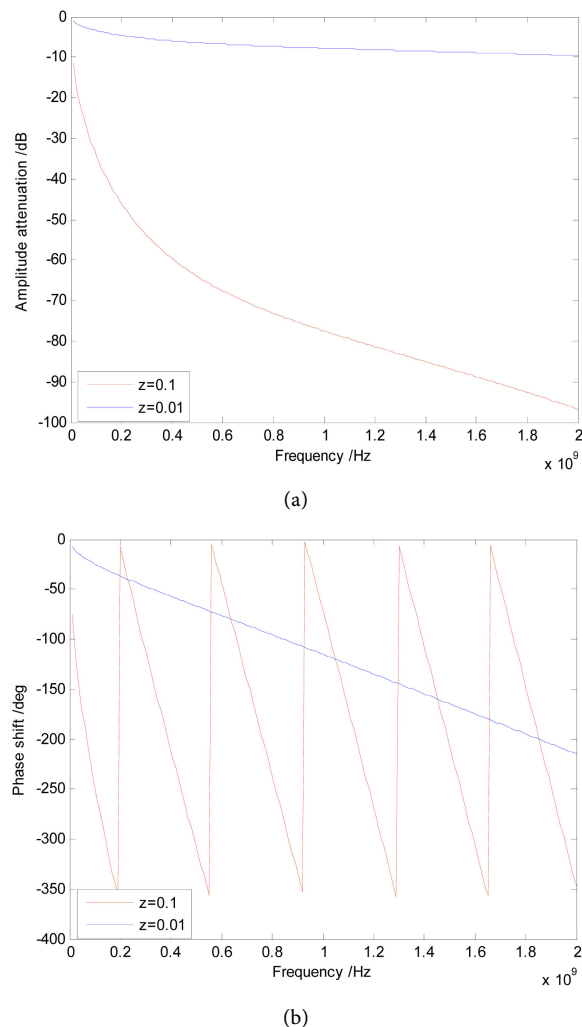 0
-10
-20
-30
-40
-50
-60
-70
-80
-90
-100
Amplitude attenuation /dB
z=0.1
z=0.01
0 0.2 0.4 0.6 0.8 1 1.2 1.4 1.6 1.8 2
Frequency /Hz
x 10^9
(a)
0
-50
-100
-150
-200
-250
-300
-350
-400
Phase shift /deg
z=0.1
z=0.01
0 0.2 0.4 0.6 0.8 1 1.2 1.4 1.6 1.8 2
Frequency /Hz
x 10^9
(b)